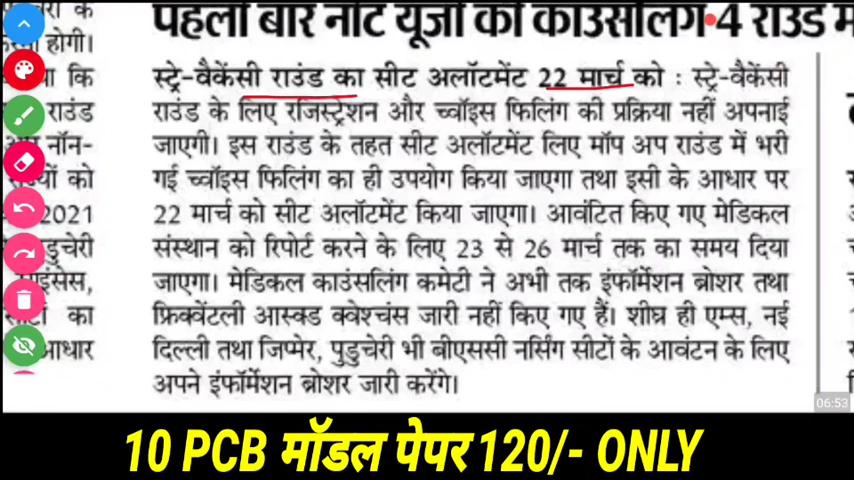 पहली बार नीट यूजी की काउंसलिंग 4 राउंड
होगी।
कि
राउंड
नॉन-
को
2021
पुडुचेरी
साइंसेस,
का
आधार
स्ट्रे-वैकेंसी राउंड का सीट अलॉटमेंट 22 मार्च को : स्ट्रे-वैकेंसी
राउंड के लिए रजिस्ट्रेशन और च्वॉइस फिलिंग की प्रक्रिया नहीं अपनाई
जाएगी। इस राउंड के तहत सीट अलॉटमेंट लिए मॉप अप राउंड में भरी
गई च्वॉइस फिलिंग का ही उपयोग किया जाएगा तथा इसी के आधार पर
22 मार्च को सीट अलॉटमेंट किया जाएगा। आवंटित किए गए मेडिकल
संस्थान को रिपोर्ट करने के लिए 23 से 26 मार्च तक का समय दिया
जाएगा। मेडिकल काउंसलिंग कमेटी ने अभी तक इंफॉर्मेशन ब्रोशर तथा
फ्रिक्वेंटली आस्क्ड क्वेश्चंस जारी नहीं किए गए हैं। शीघ्र ही एम्स, नई
दिल्ली तथा जिप्मेर, पुडुचेरी भी बीएससी नर्सिंग सीटों के आवंटन के लिए
अपने इंफॉर्मेशन ब्रोशर जारी करेंगे।
06:53
10 PCB मॉडल पेपर 120/- ONLY